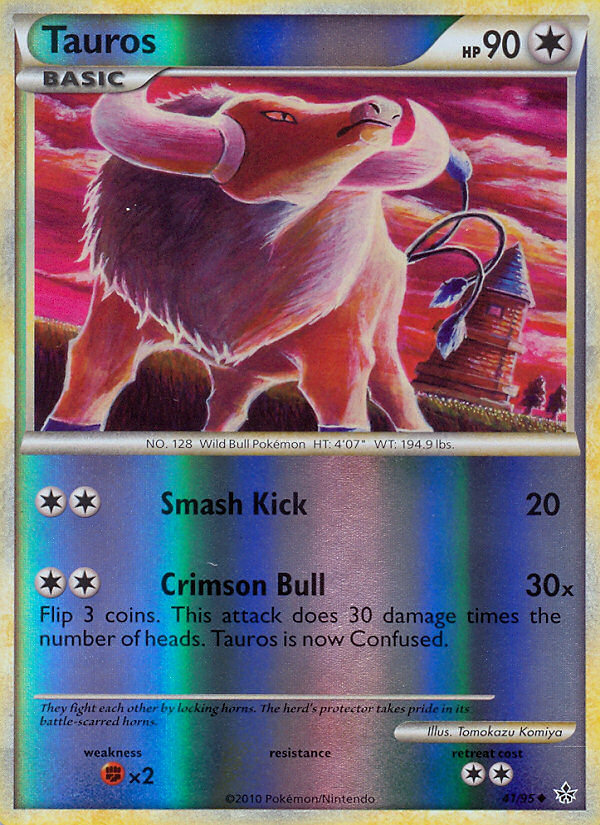 Tauros
HP 90
BASIC
NO. 128 Wild Bull Pokémon HT: 4'07" WT: 194.9 lbs.
Smash Kick 20
Crimson Bull 30x
Flip 3 coins. This attack does 30 damage times the
number of heads. Tauros is now Confused.
They fight each other by locking horns. The herd's protector takes pride in its
battle-scarred horns.
Illus. Tomokazu Komiya
weakness resistance retreat cost
×2
©2010 Pokémon/Nintendo 41/95